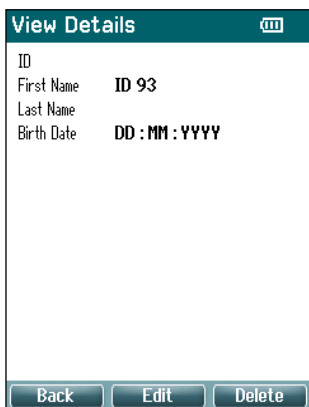 View Details
ID
First Name ID 93
Last Name
Birth Date DD : MM : YYYY
Back Edit Delete